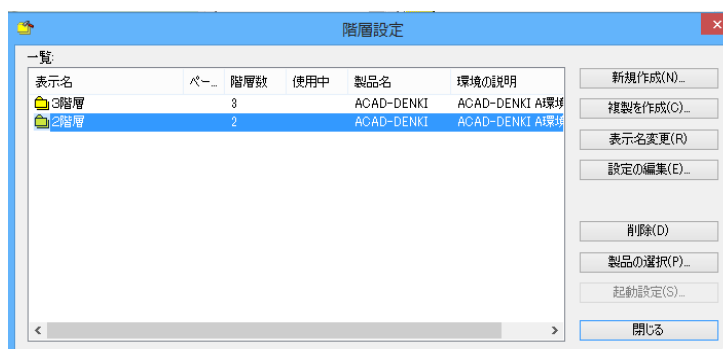 階層設定
一覧:
表示名 ペー... 階層数 使用中 製品名 環境の説明
3階層 3 ACAD-DENKI ACAD-DENKI A環境
2階層 2 ACAD-DENKI ACAD-DENKI A環境
新規作成(N)...
複製を作成(C)...
表示名変更(R)
設定の編集(E)...
削除(D)
製品の選択(P)...
起動設定(S)...
閉じる